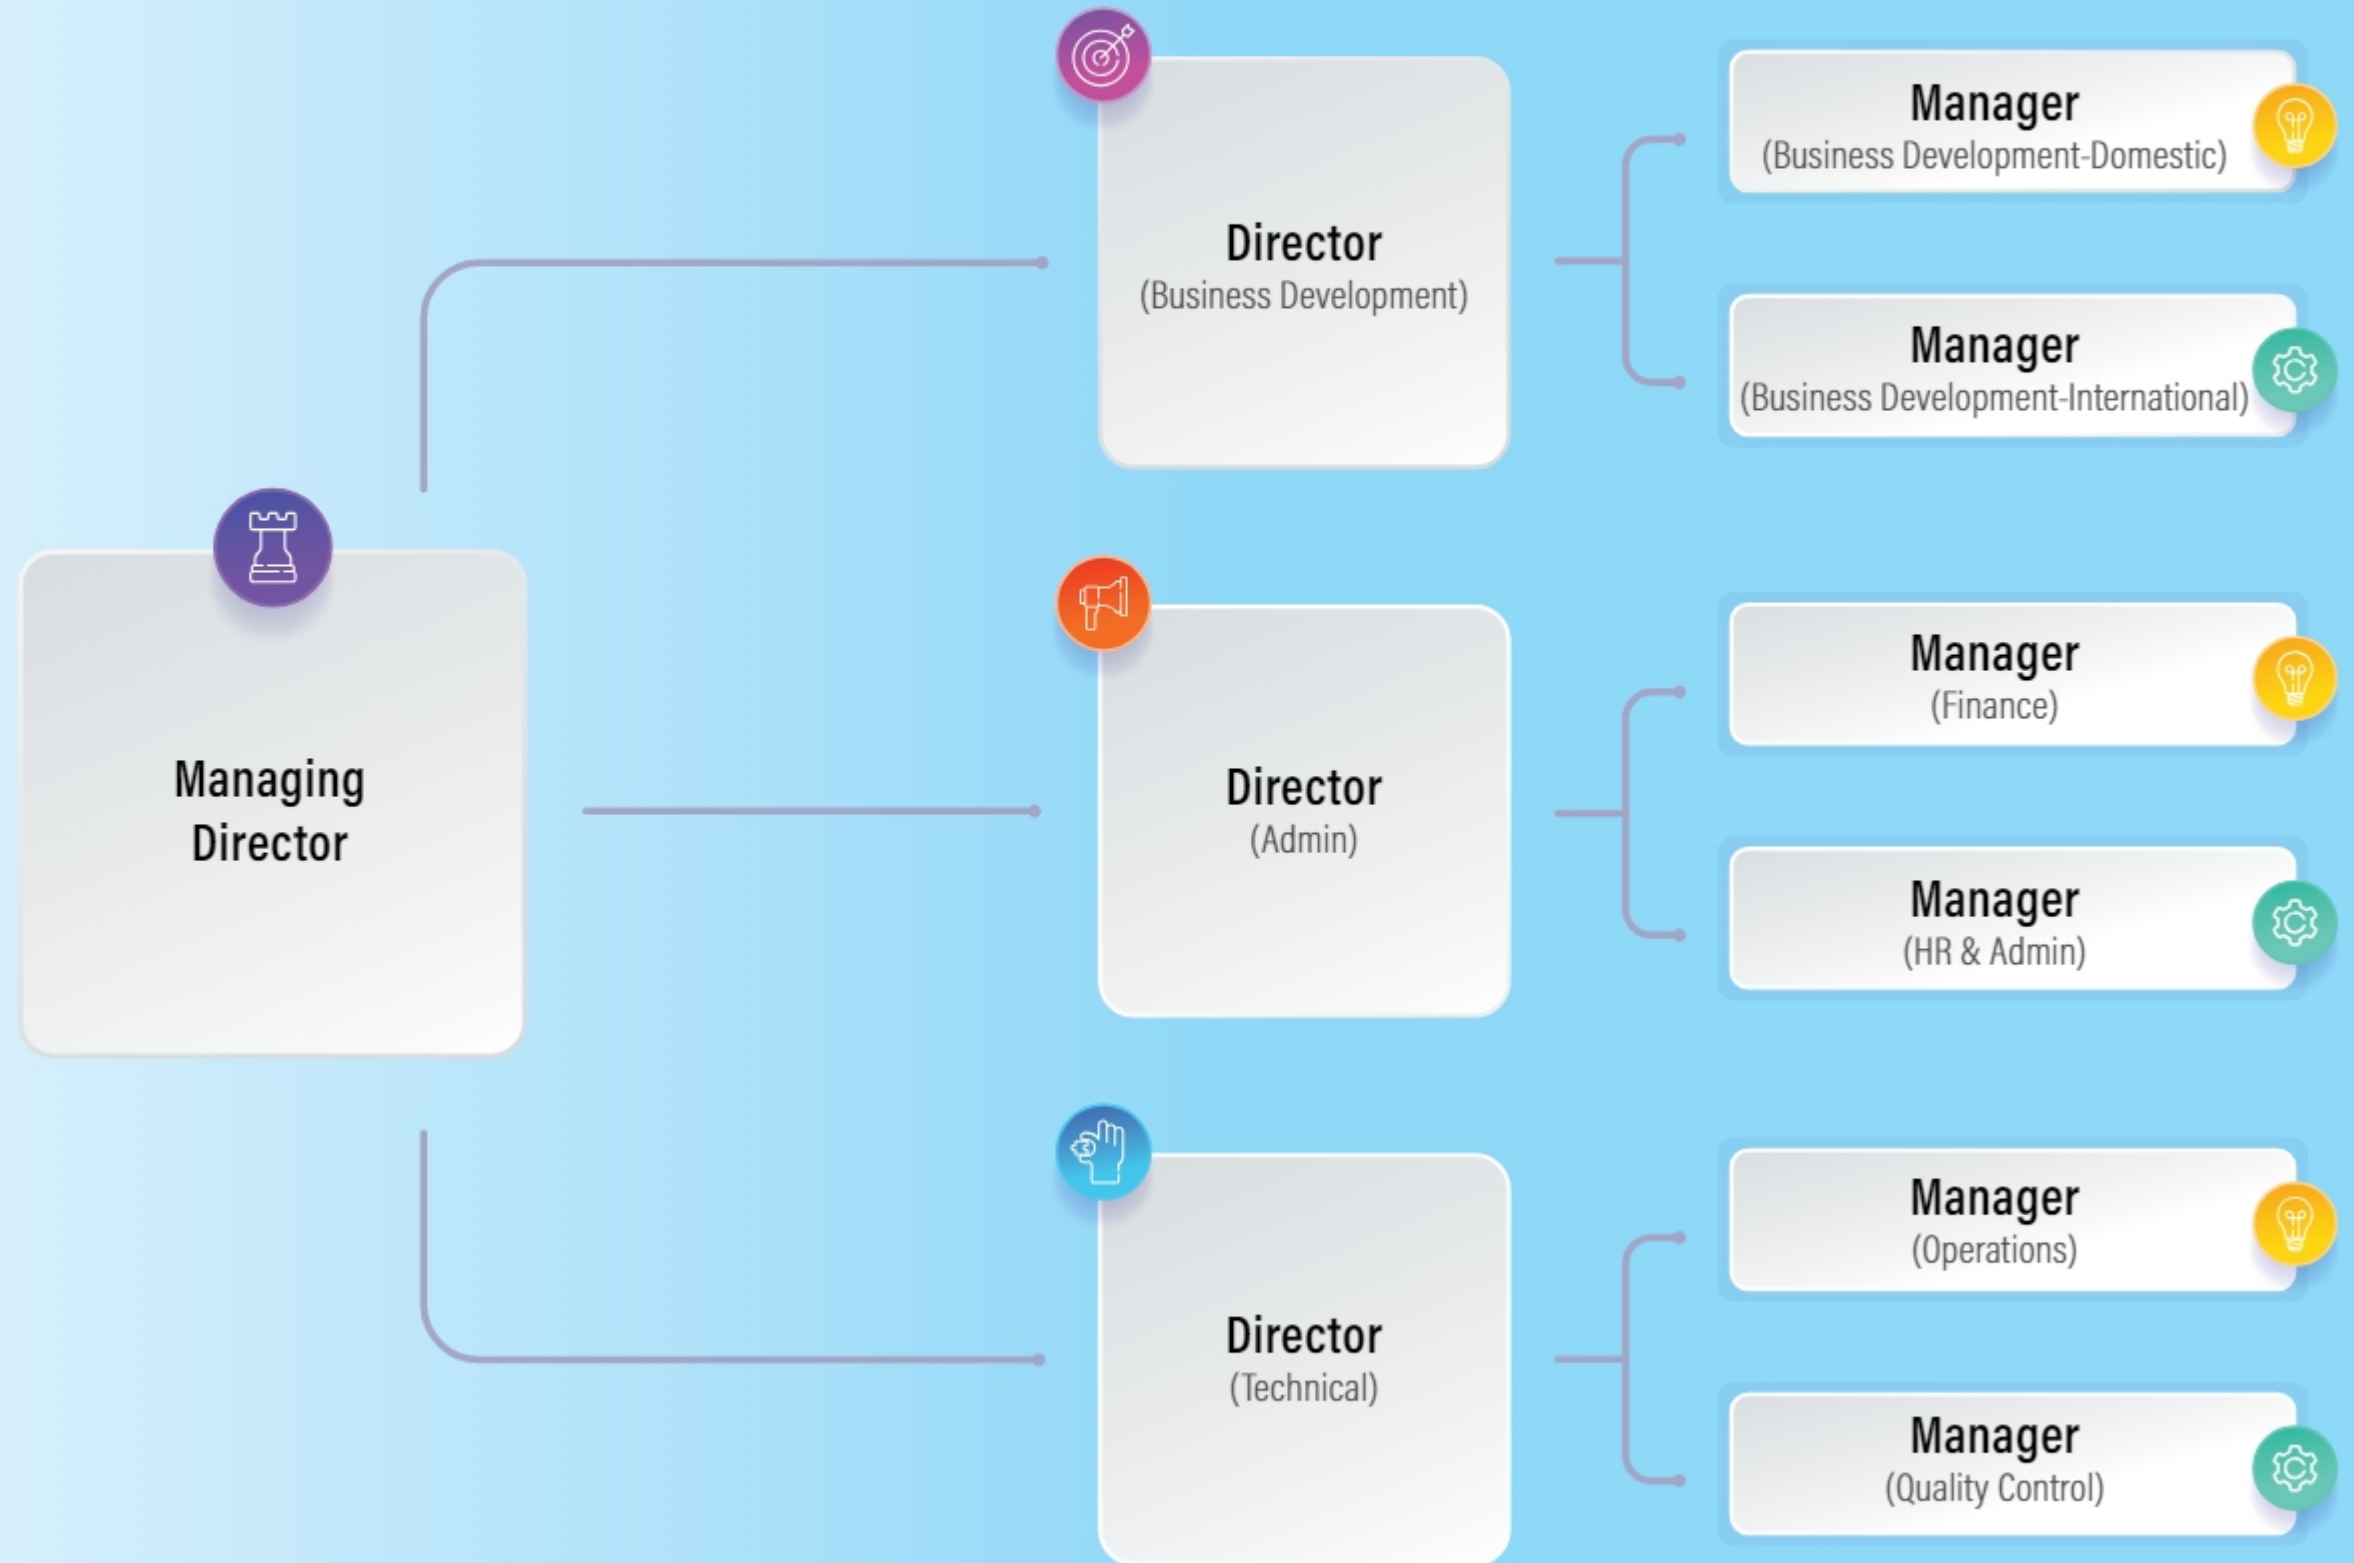 Managing
Director
Director
(Business Development)
Manager
(Business Development-Domestic)
Manager
(Business Development-International)
Director
(Admin)
Manager
(Finance)
Manager
(HR & Admin)
Director
(Technical)
Manager
(Operations)
Manager
(Quality Control)